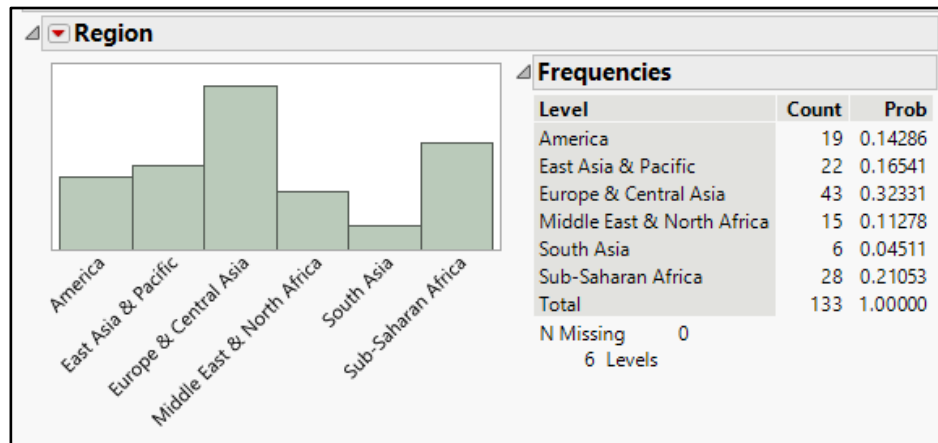 Region
America
East Asia & Pacific
Europe & Central Asia
Middle East & North Africa
South Asia
Sub-Saharan Africa
Frequencies
Level Count Prob
America 19 0.14286
East Asia & Pacific 22 0.16541
Europe & Central Asia 43 0.32331
Middle East & North Africa 15 0.11278
South Asia 6 0.04511
Sub-Saharan Africa 28 0.21053
Total 133 1.00000
N Missing 0
6 Levels